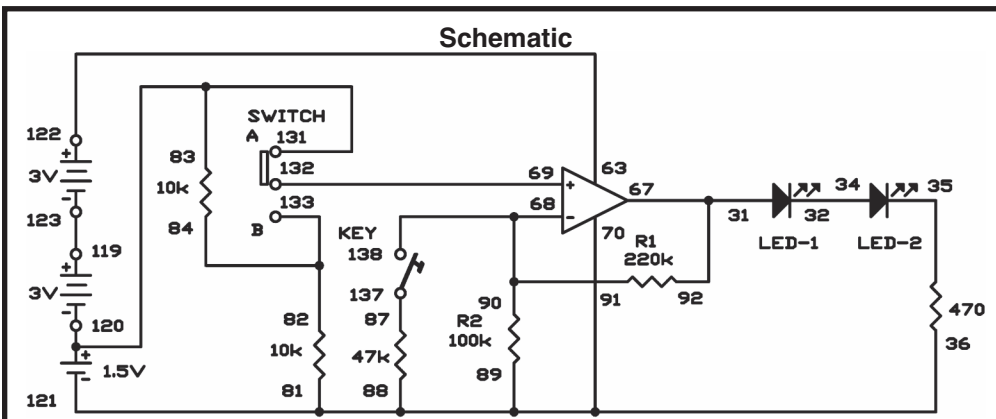 Schematic
SWITCH
A 131
122
132
83
3V
10k
69
63
133
67
84
68
34
35
123
B
KEY
70
31
32
119
138
R1
LED-1
LED-2
220k
137
3V
90
91
92
470
82
87
R2
120
100k
36
10k
47k
1.5V
89
81
88
121
+
-
+
-
+
-
+
-